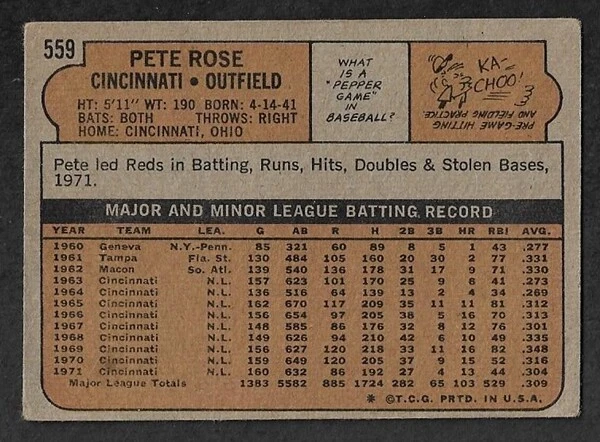 559
PETE ROSE
CINCINNATI • OUTFIELD
HT: 5'11" WT: 190 BORN: 4-14-41
BATS: BOTH THROWS: RIGHT
HOME: CINCINNATI, OHIO
WHAT
IS A
"PEPPER
GAME"
IN
BASEBALL?
KA-
CHOO!
PRE-GAME HITTING
AND FIELDING PRACTICE.
Pete led Reds in Batting, Runs, Hits, Doubles & Stolen Bases,
1971.
MAJOR AND MINOR LEAGUE BATTING RECORD
YEAR TEAM LEA. G AB R H 2B 3B HR RBI AVG.
1960 Geneva N.Y.-Penn. 85 321 60 89 8 5 1 43 .277
1961 Tampa Fla. St. 130 484 105 160 20 30 2 77 .331
1962 Macon So. Atl. 139 540 136 178 31 17 9 71 .330
1963 Cincinnati N.L. 157 623 101 170 25 9 6 41 .273
1964 Cincinnati N.L. 136 516 64 139 13 2 4 34 .269
1965 Cincinnati N.L. 162 670 117 209 35 11 11 81 .312
1966 Cincinnati N.L. 156 654 97 205 38 5 16 70 .313
1967 Cincinnati N.L. 148 585 86 176 32 8 12 76 .301
1968 Cincinnati N.L. 149 626 94 210 42 6 10 49 .335
1969 Cincinnati N.L. 156 627 120 218 33 11 16 82 .348
1970 Cincinnati N.L. 159 649 120 205 37 9 15 52 .316
1971 Cincinnati N.L. 160 632 86 192 27 4 13 44 .304
Major League Totals 1383 5582 885 1724 282 65 103 529 .309
* ©T.C.G. PRTD. IN U.S.A.